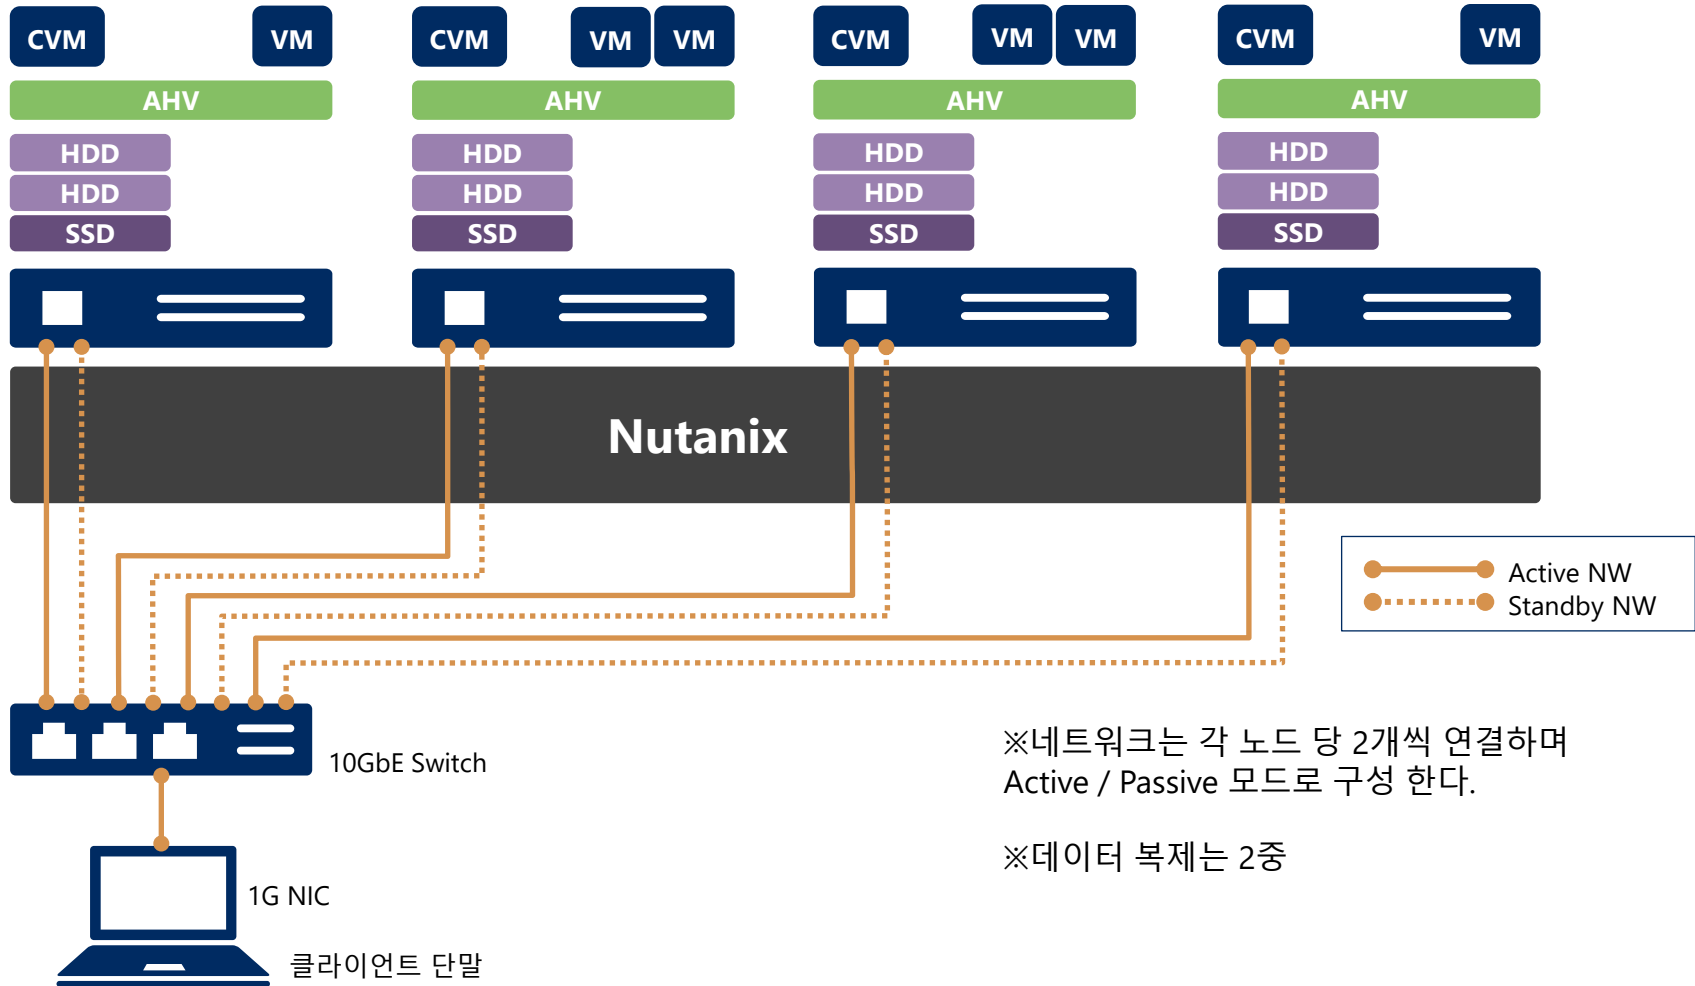 CVM VM CVM VM VM CVM VM VM CVM VM
AHV AHV AHV AHV
HDD HDD HDD HDD
HDD HDD HDD HDD
SSD SSD SSD SSD
Nutanix
Active NW
Standby NW
10GbE Switch
※네트워크는 각 노드 당 2개씩 연결하며
Active / Passive 모드로 구성 한다.
※데이터 복제는 2중
1G NIC
클라이언트 단말